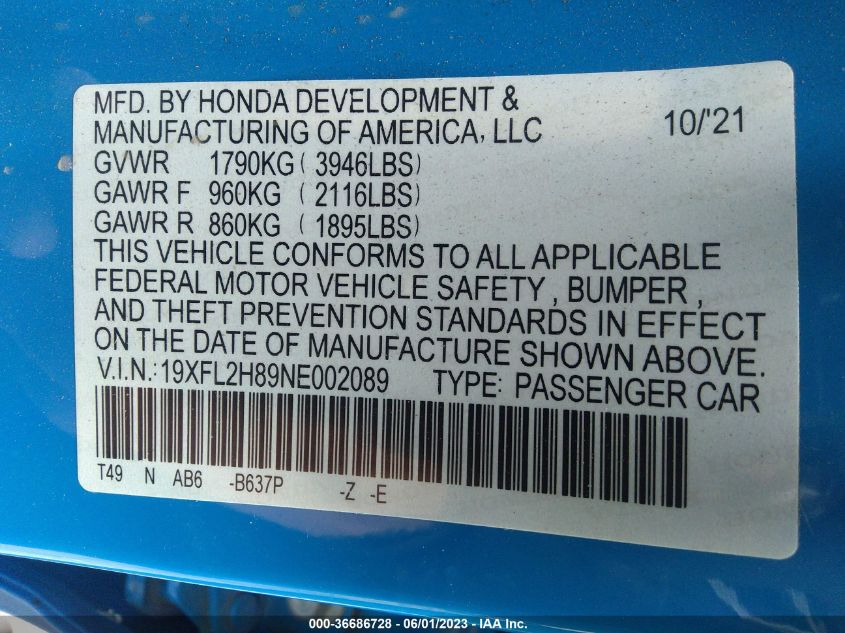 MFD. BY HONDA DEVELOPMENT &
MANUFACTURING OF AMERICA, LLC 10/'21
GVWR 1790KG ( 3946LBS)
GAWR F 960KG ( 2116LBS)
GAWR R 860KG ( 1895LBS)
THIS VEHICLE CONFORMS TO ALL APPLICABLE
FEDERAL MOTOR VEHICLE SAFETY , BUMPER ,
AND THEFT PREVENTION STANDARDS IN EFFECT
ON THE DATE OF MANUFACTURE SHOWN ABOVE.
V.I.N.:19XFL2H89NE002089 TYPE: PASSENGER CAR
T49 N AB6 -B637P -Z -E
000-36686728 - 06/01/2023 - © IAA, Inc.